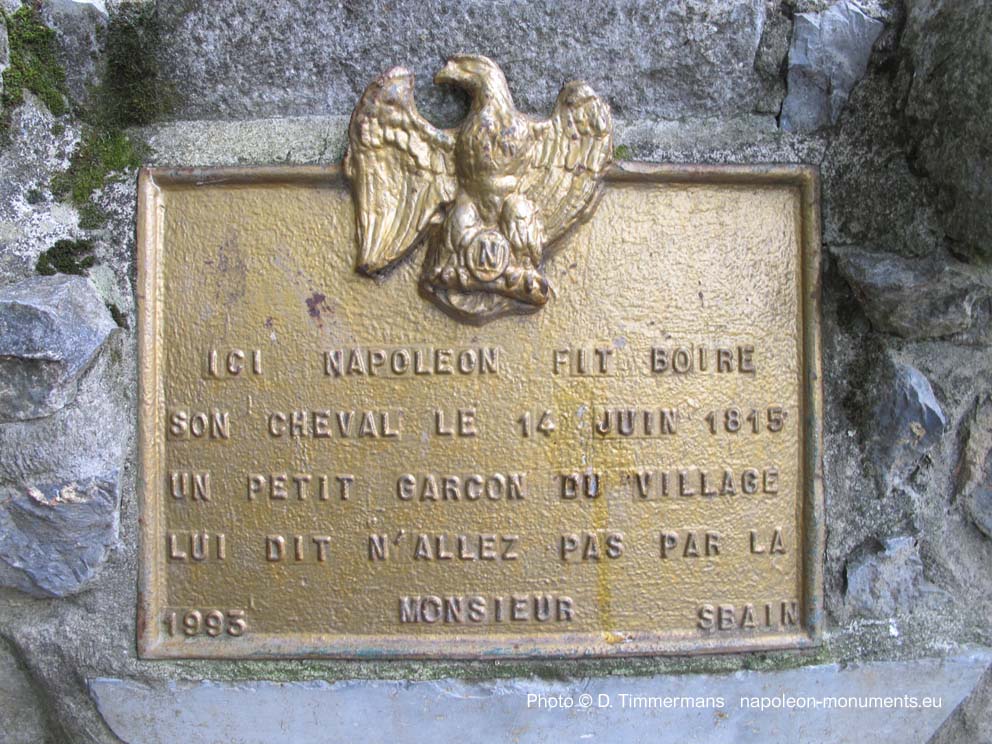 N
ICI NAPOLEON FIT BOIRE
SON CHEVAL LE 14 JUIN 1815
UN PETIT GARCON DU VILLAGE
LUI DIT N'ALLEZ PAS PAR LA
1993 MONSIEUR SBAIN
Photo © D. Timmermans napoleon-monuments.eu